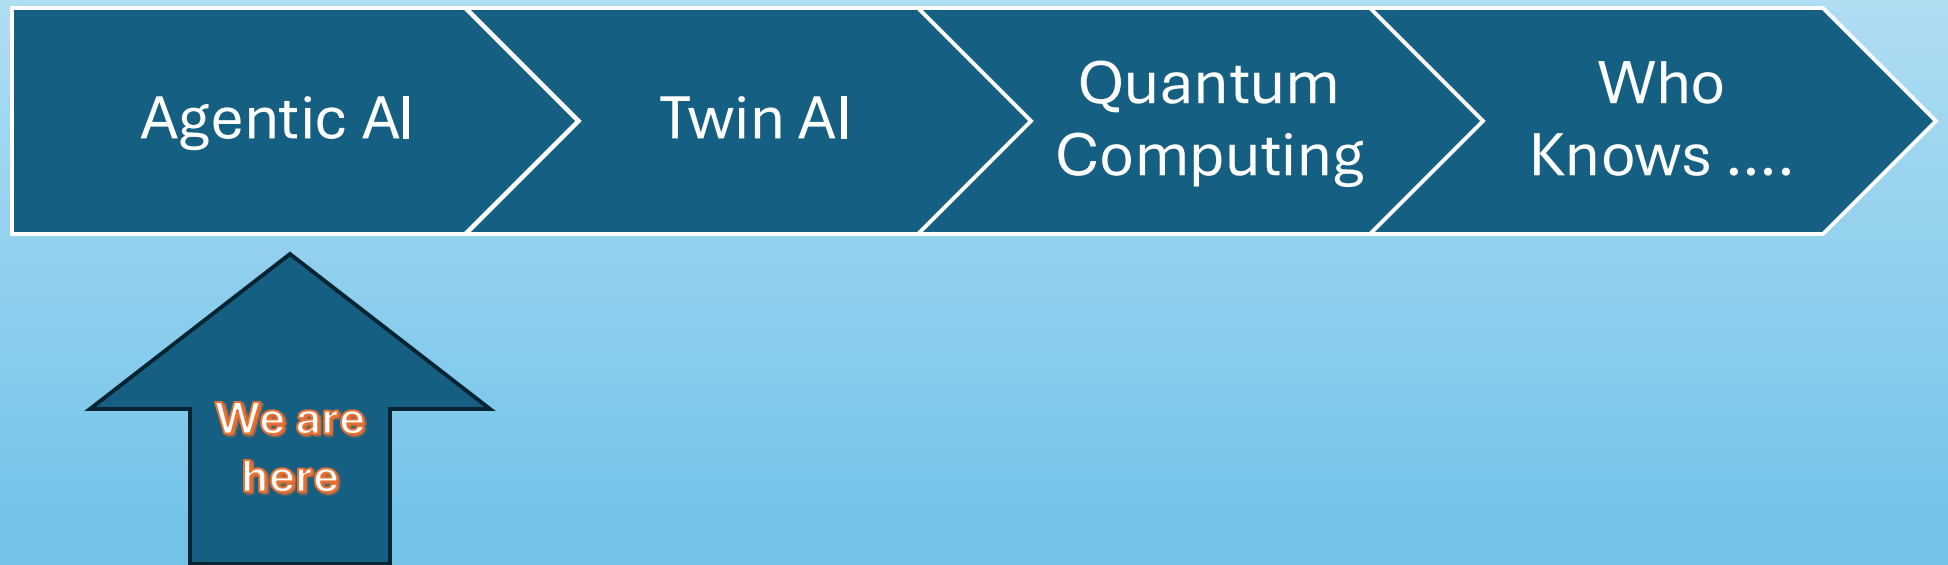 Agentic AI
Twin AI
Quantum
Computing
Who
Knows ....
We are
here